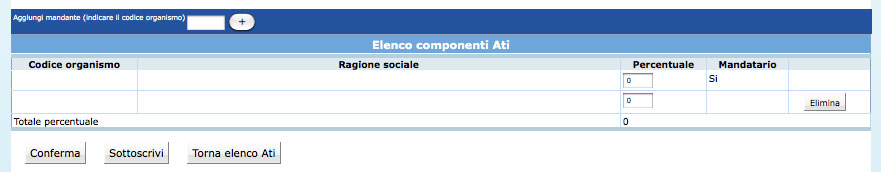 Aggiungi mandante (indicare il codice organismo) +
Elenco componenti Ati
Codice organismo Ragione sociale Percentuale Mandatario
0 Si
0 Elimina
Totale percentuale 0
Conferma Sottoscrivi Torna elenco Ati